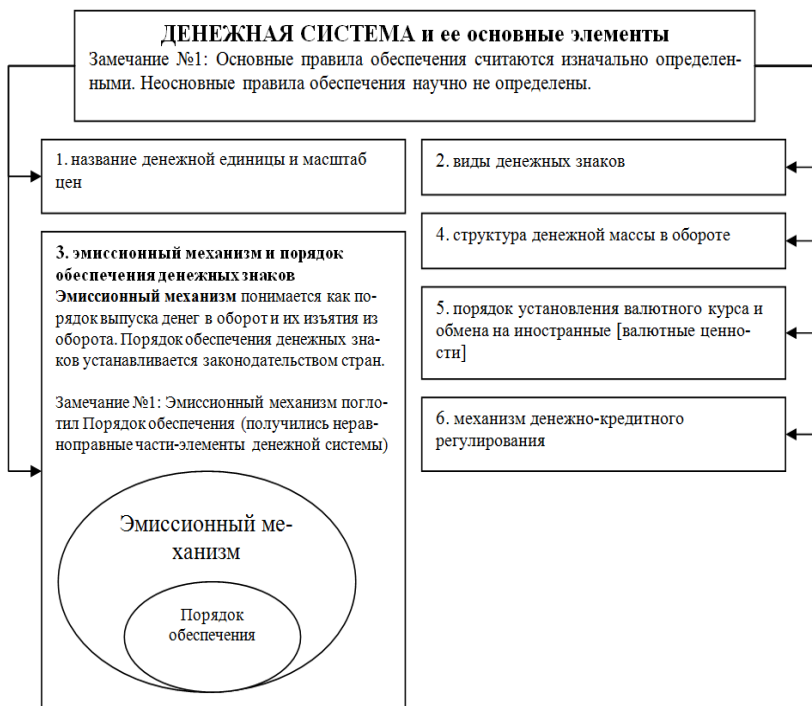 ДЕНЕЖНАЯ СИСТЕМА и ее основные элементы
Замечание №1: Основные правила обеспечения считаются изначально определен-
ными. Неосновные правила обеспечения научно не определены.
1. название денежной единицы и масштаб
цен
2. виды денежных знаков
3. эмиссионный механизм и порядок
обеспечения денежных знаков
Эмиссионный механизм понимается как по-
рядок выпуска денег в оборот и их изъятия из
оборота. Порядок обеспечения денежных зна-
ков устанавливается законодательством стран.
Замечание №1: Эмиссионный механизм погло-
тил Порядок обеспечения (получились нерав-
ноправные части-элементы денежной системы)
Эмиссионный ме-
ханизм
Порядок
обеспечения
4. структура денежной массы в обороте
5. порядок установления валютного курса и
обмена на иностранные [валютные ценно-
сти]
6. механизм денежно-кредитного
регулирования